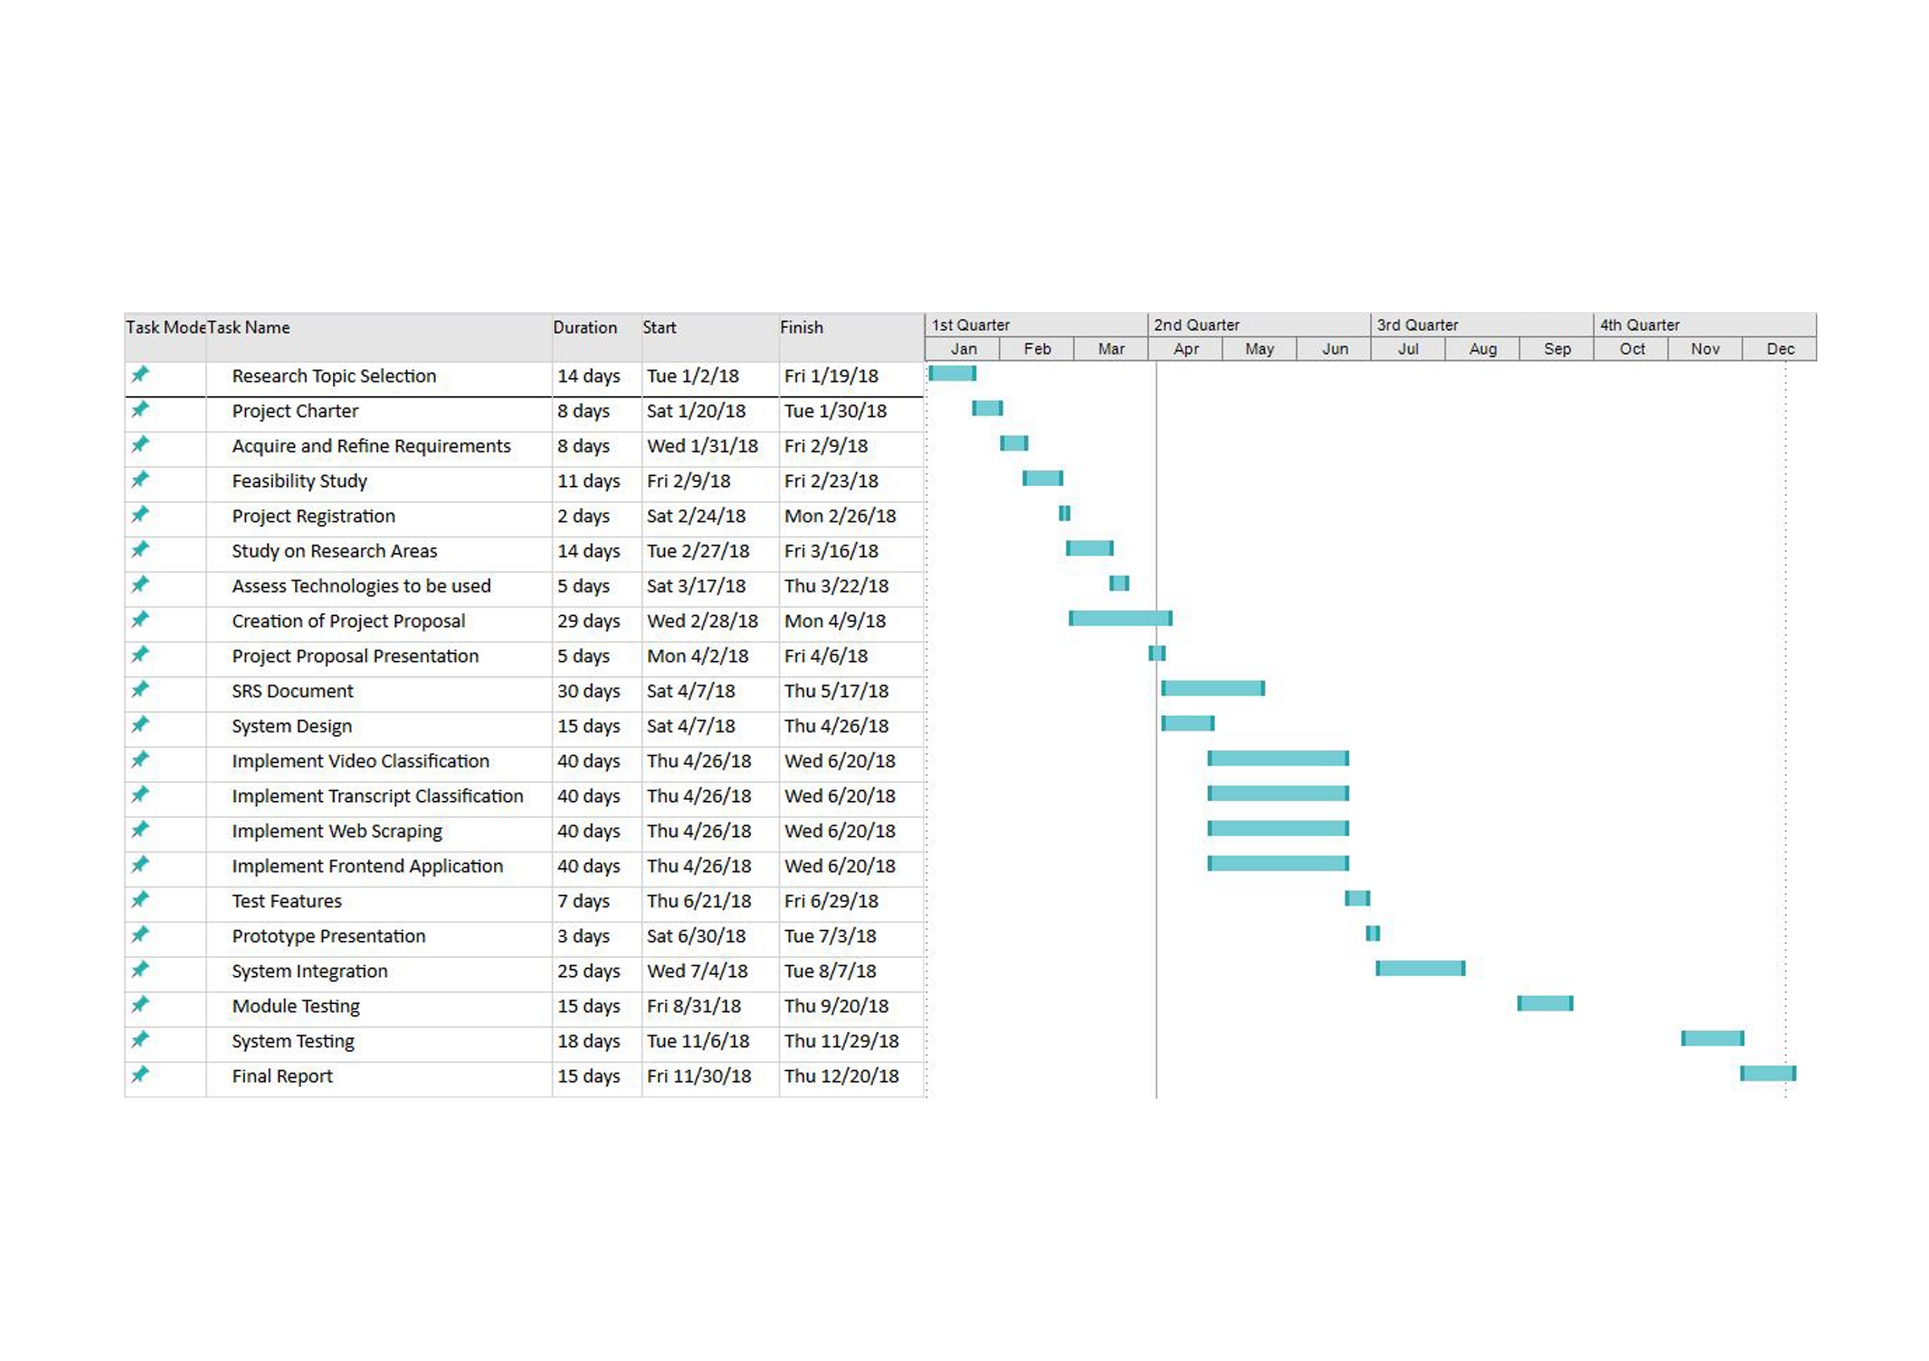 Task Mode Task Name Duration Start Finish 1st Quarter 2nd Quarter 3rd Quarter 4th Quarter
Jan Feb Mar Apr May Jun Jul Aug Sep Oct Nov Dec
Research Topic Selection 14 days Tue 1/2/18 Fri 1/19/18
Project Charter 8 days Sat 1/20/18 Tue 1/30/18
Acquire and Refine Requirements 8 days Wed 1/31/18 Fri 2/9/18
Feasibility Study 11 days Fri 2/9/18 Fri 2/23/18
Project Registration 2 days Sat 2/24/18 Mon 2/26/18
Study on Research Areas 14 days Tue 2/27/18 Fri 3/16/18
Assess Technologies to be used 5 days Sat 3/17/18 Thu 3/22/18
Creation of Project Proposal 29 days Wed 2/28/18 Mon 4/9/18
Project Proposal Presentation 5 days Mon 4/2/18 Fri 4/6/18
SRS Document 30 days Sat 4/7/18 Thu 5/17/18
System Design 15 days Sat 4/7/18 Thu 4/26/18
Implement Video Classification 40 days Thu 4/26/18 Wed 6/20/18
Implement Transcript Classification 40 days Thu 4/26/18 Wed 6/20/18
Implement Web Scraping 40 days Thu 4/26/18 Wed 6/20/18
Implement Frontend Application 40 days Thu 4/26/18 Wed 6/20/18
Test Features 7 days Thu 6/21/18 Fri 6/29/18
Prototype Presentation 3 days Sat 6/30/18 Tue 7/3/18
System Integration 25 days Wed 7/4/18 Tue 8/7/18
Module Testing 15 days Fri 8/31/18 Thu 9/20/18
System Testing 18 days Tue 11/6/18 Thu 11/29/18
Final Report 15 days Fri 11/30/18 Thu 12/20/18